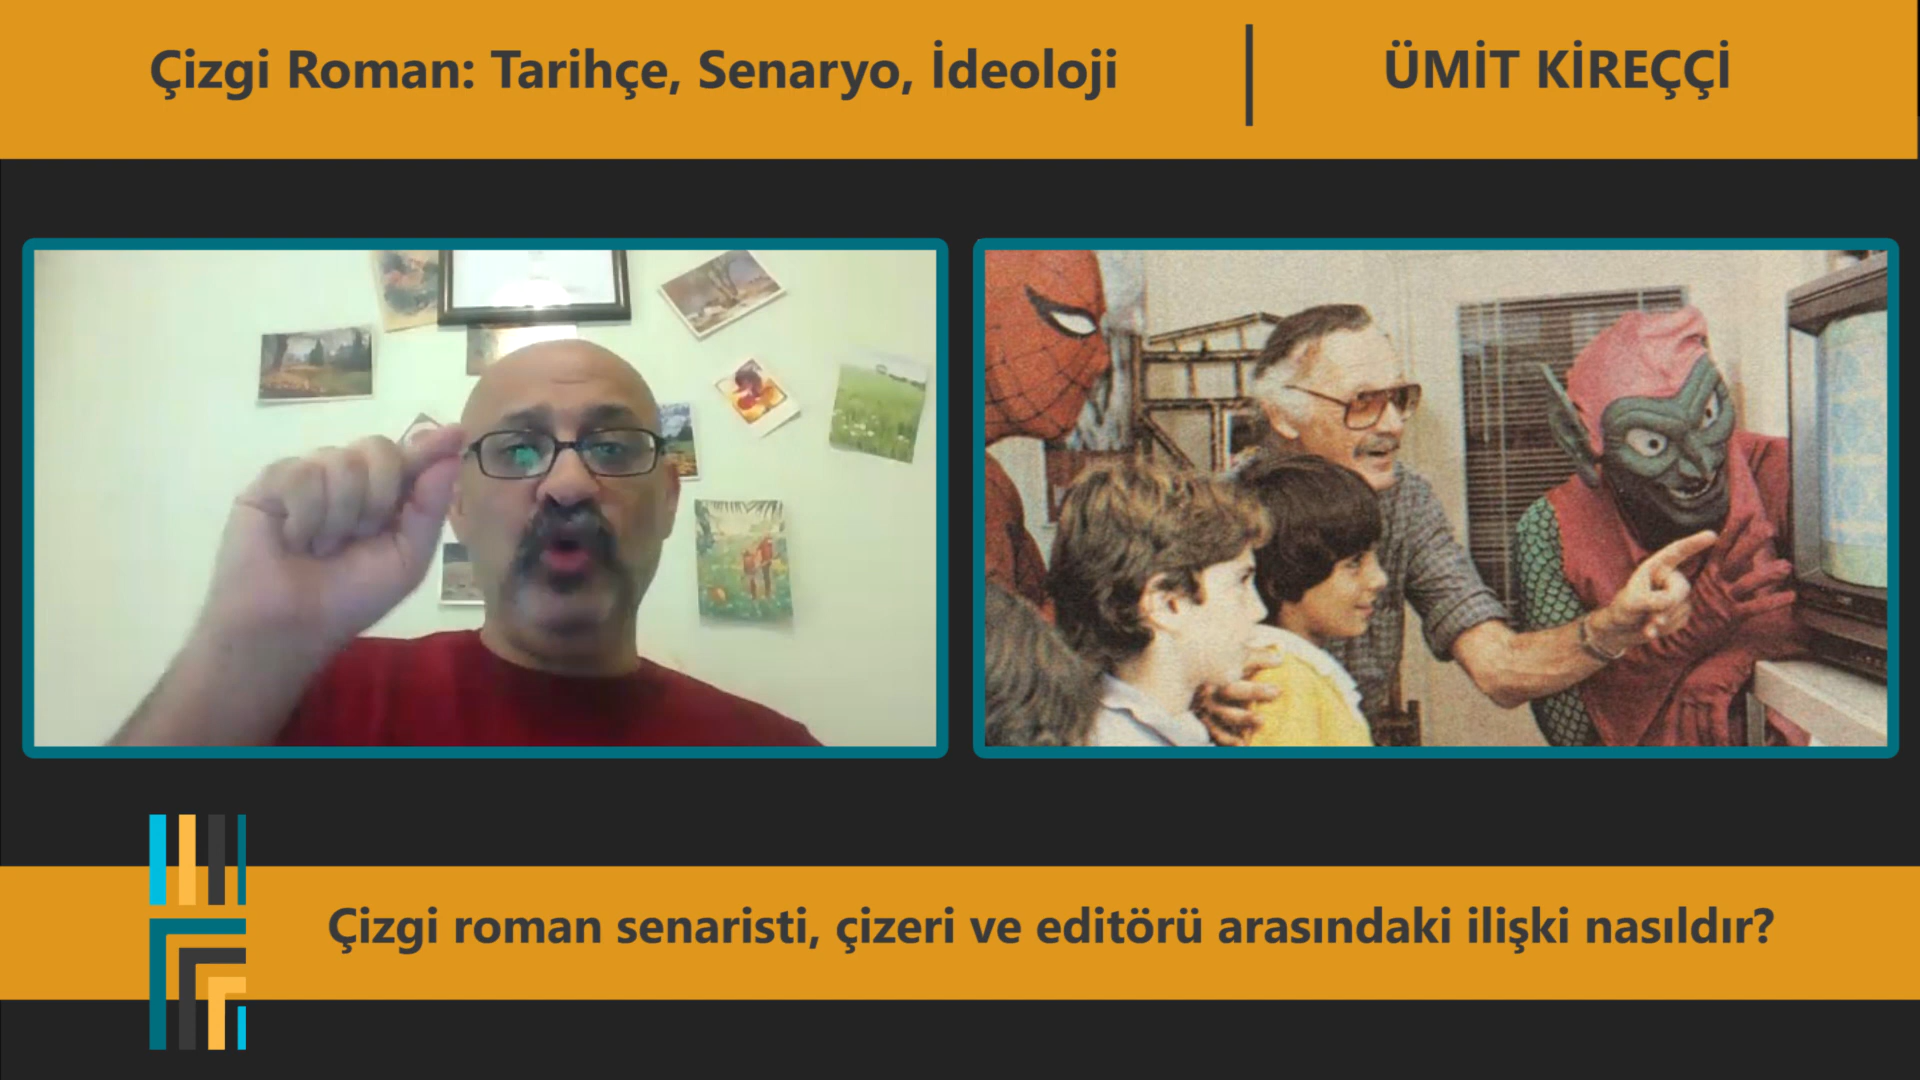 Çizgi Roman: Tarihçe, Senaryo, İdeoloji
ÜMİT KİREÇÇİ
Çizgi roman senaristi, çizeri ve editörü arasındaki ilişki nasıldır?